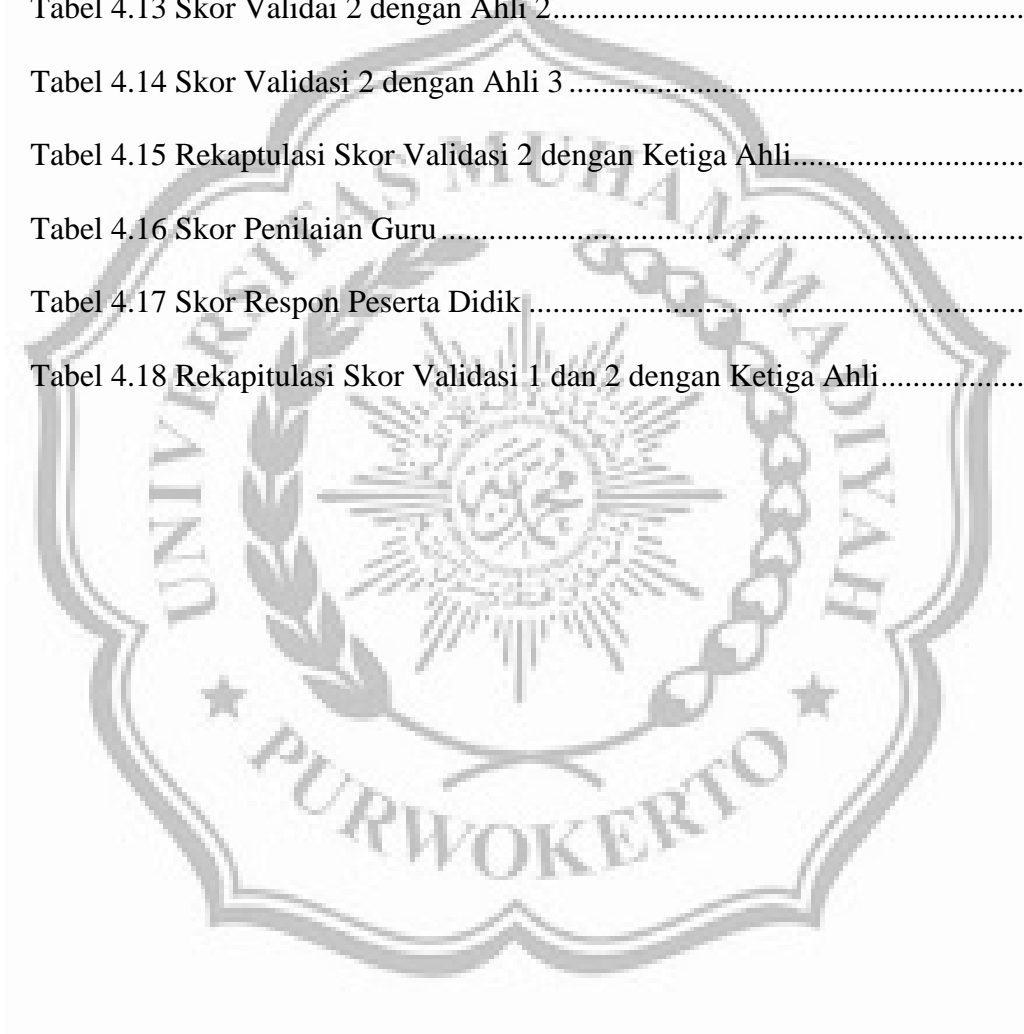 Tabel 4.13 Skor Validai 2 dengan Ahli 2..........................................................
Tabel 4.14 Skor Validasi 2 dengan Ahli 3 ........................................................
Tabel 4.15 Rekaptulasi Skor Validasi 2 dengan Ketiga Ahli............................
Tabel 4.16 Skor Penilaian Guru ........................................................................
Tabel 4.17 Skor Respon Peserta Didik .............................................................
Tabel 4.18 Rekapitulasi Skor Validasi 1 dan 2 dengan Ketiga Ahli.................
UNIVERSITAS MUHAMMADIYAH
PURWOKERTO